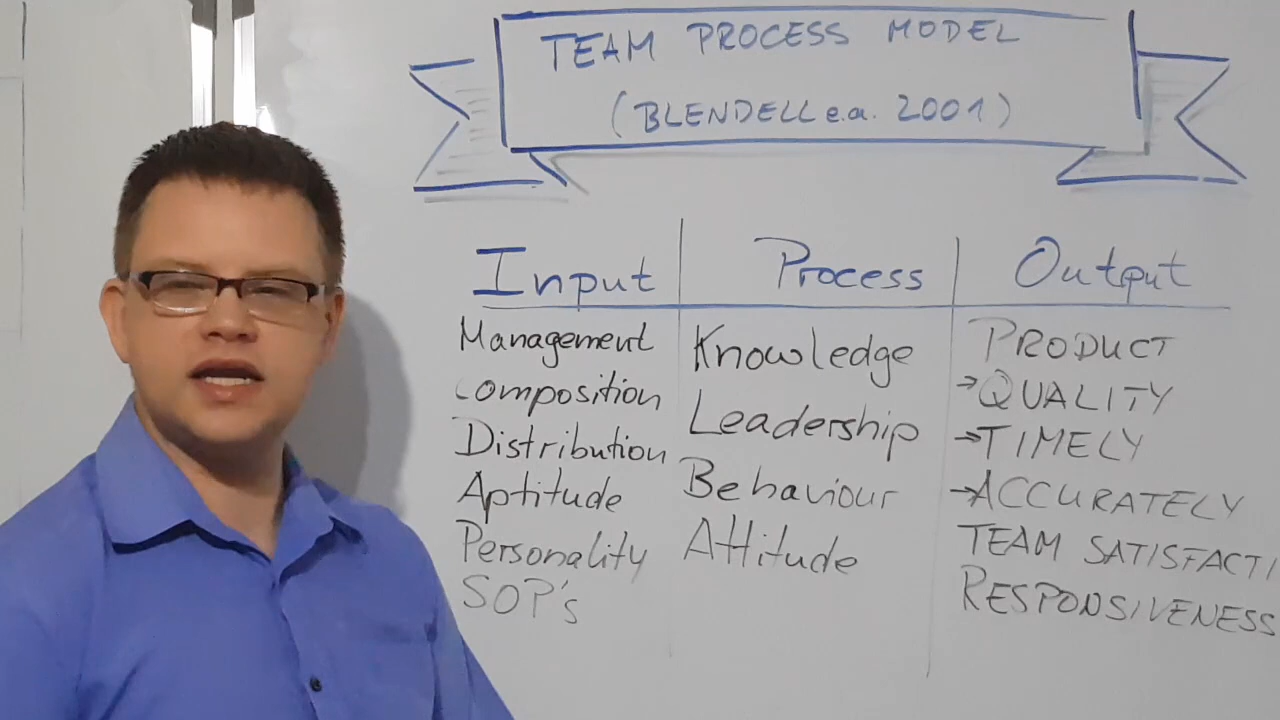 TEAM PROCESS MODEL
(BLENDELL e.a. 2001)
Input
Process
Output
Management
Composition
Distribution
Aptitude
Personality
SOP's
Knowledge
Leadership
Behaviour
Attitude
PRODUCT
→QUALITY
→TIMELY
→ACCURATELY
TEAM SATISFACTI
RESPONSIVENESS